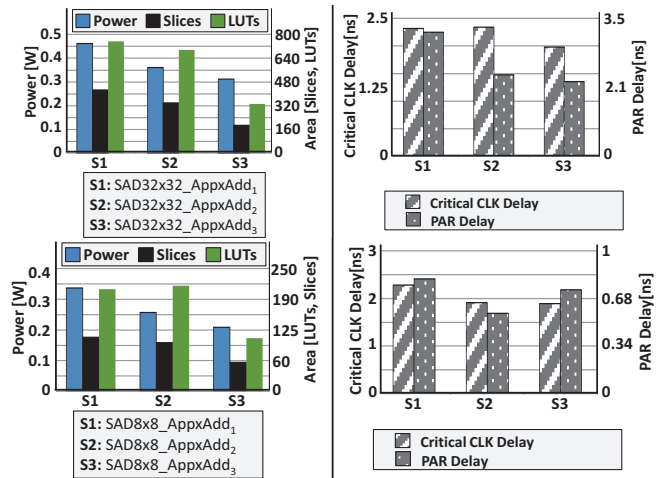 Power Slices LUTs
Power [W]
0.5
0.4
0.3
0.2
0.1
0
800
640
480
320
160
0
Area [Slices, LUTs]
S1 S2 S3
S1: SAD32x32_AppxAdd1
S2: SAD32x32_AppxAdd2
S3: SAD32x32_AppxAdd3
Critical CLK Delay[ns]
2.5
1.25
0
3.5
2.1
0
PAR Delay[ns]
S1 S2 S3
Critical CLK Delay
PAR Delay
Power Slices LUTs
Power [W]
0.4
0.3
0.2
0.1
0
250
190
125
60
0
Area [LUTs, Slices]
S1 S2 S3
S1: SAD8x8_AppxAdd1
S2: SAD8x8_AppxAdd2
S3: SAD8x8_AppxAdd3
Critical CLK Delay[ns]
3
2
1
0
1
0.68
0.34
0
PAR Delay[ns]
S1 S2 S3
Critical CLK Delay
PAR Delay